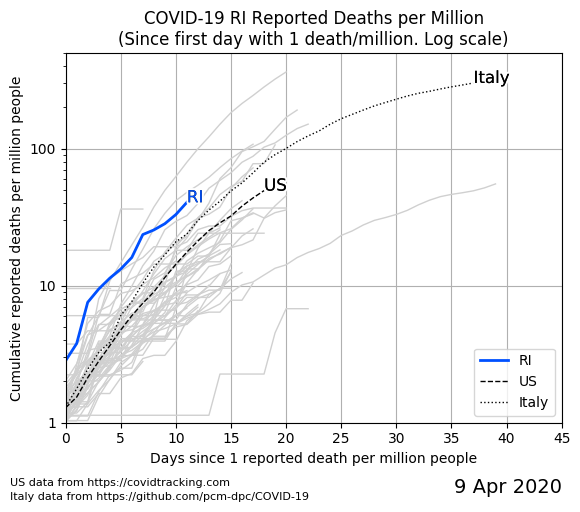 COVID-19 RI Reported Deaths per Million
(Since first day with 1 death/million. Log scale)
Cumulative reported deaths per million people
100
10
1
Italy
US
RI
RI
US
Italy
0 5 10 15 20 25 30 35 40 45
Days since 1 reported death per million people
US data from https://covidtracking.com
Italy data from https://github.com/pcm-dpc/COVID-19
9 Apr 2020